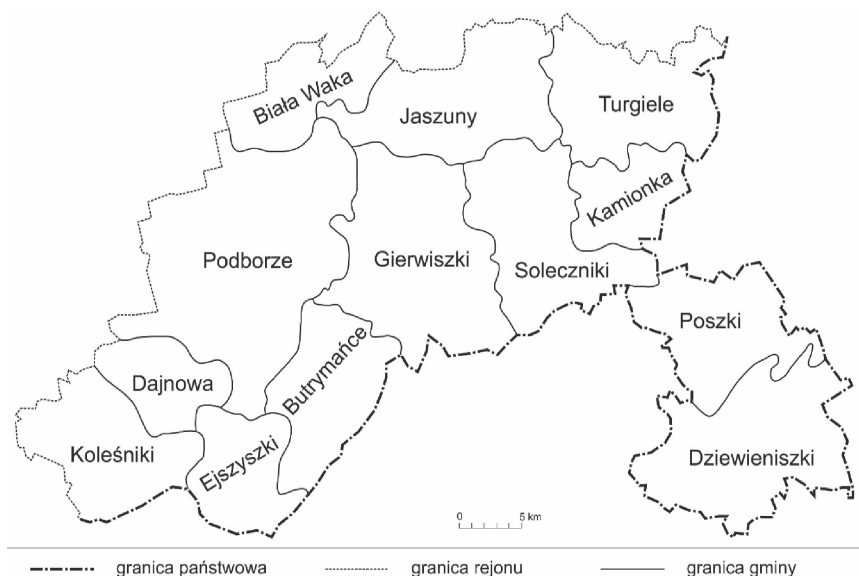 Biała Waka
Jaszuny
Turgiele
Kamionka
Podborze
Gierwiszki
Soleczniki
Poszki
Butrymańce
Dajnowa
Koleśniki
Ejszyszki
Dziewieniszki
0 5 km
granica państwowa granica rejonu granica gminy